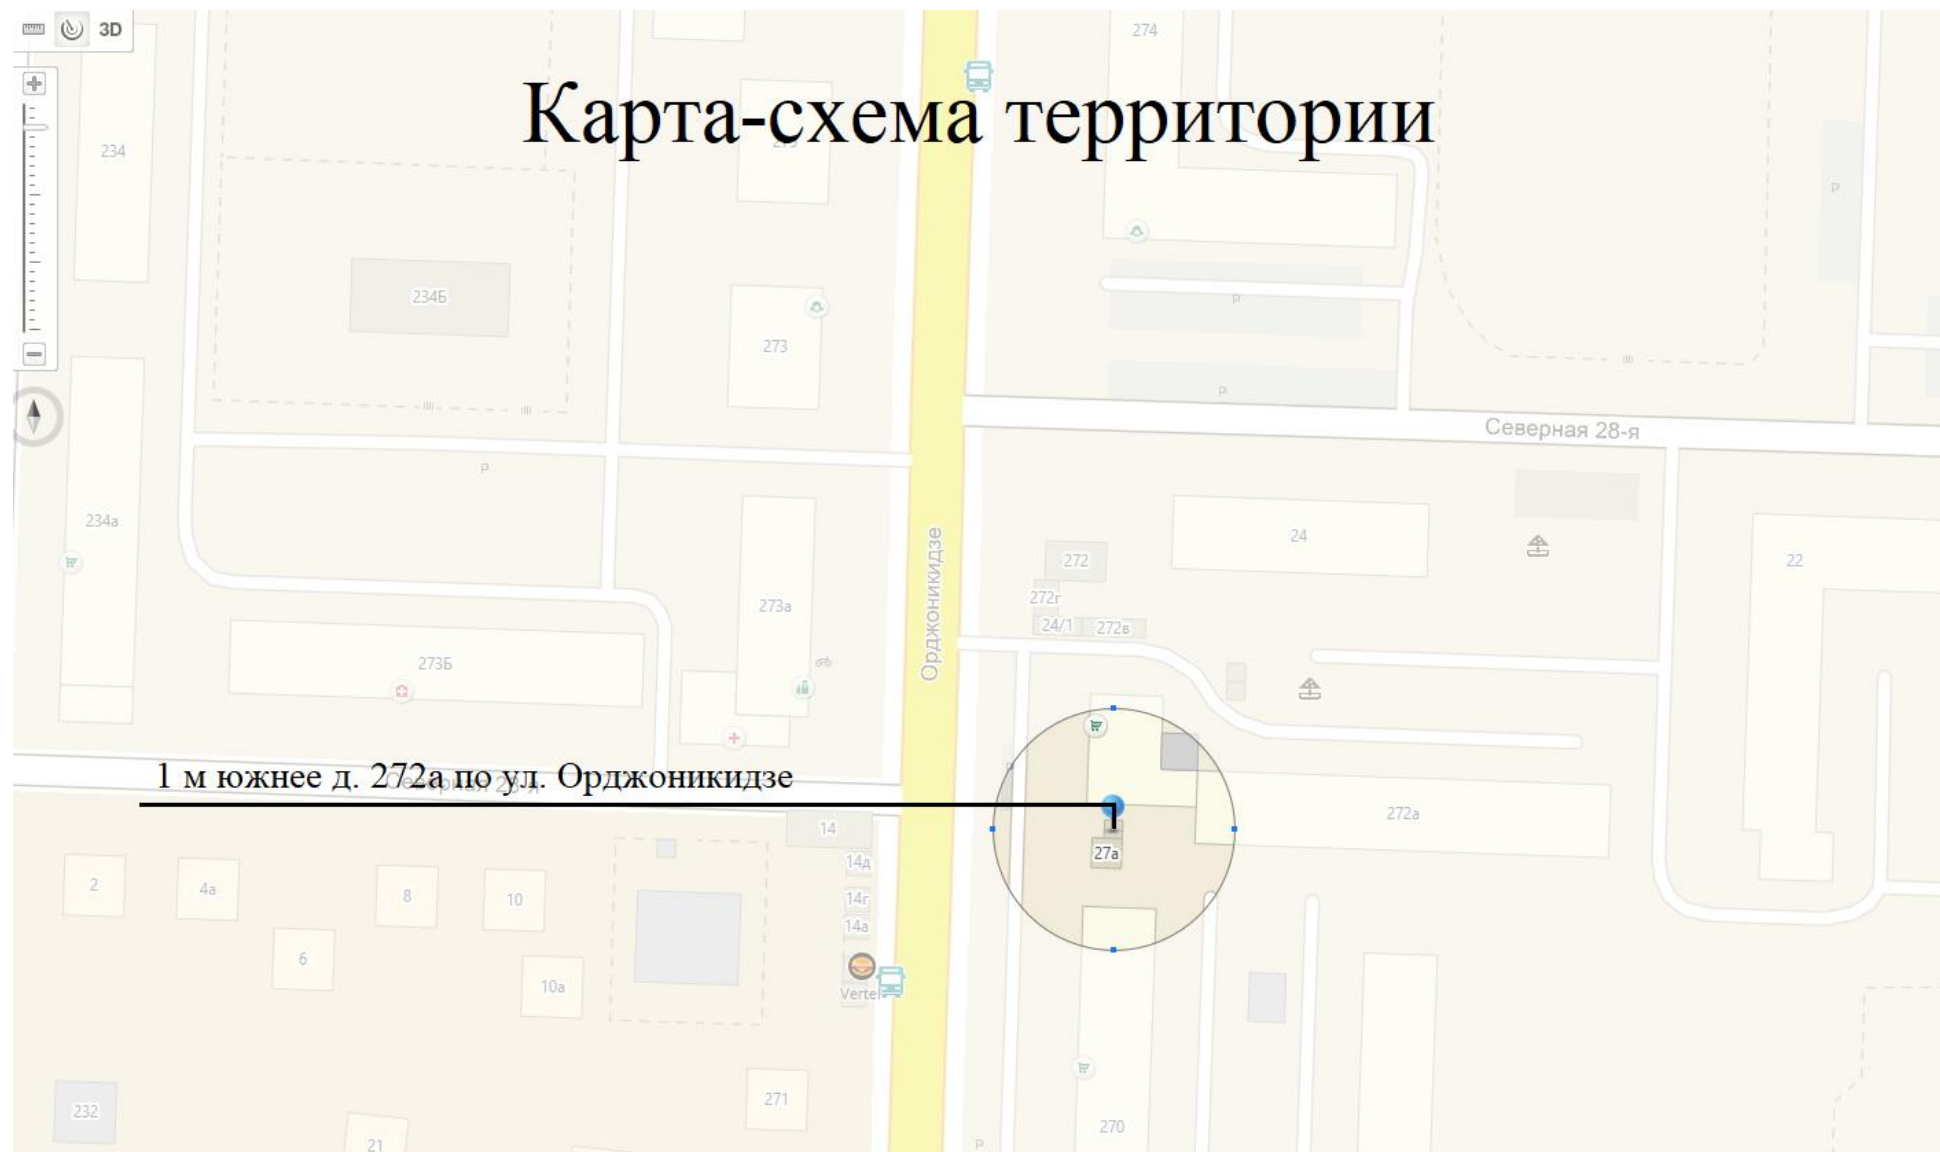 3D
274
Карта-схема территории
234
P
234Б
P
273
P
Северная 28-я
P
234а
24
272
22
Орджоникидзе
272г
273а
24/1
272в
273Б
1 м южнее д. 272а по ул. Орджоникидзе
P
272а
14
27а
14д
2
4а
8
10
14г
14а
6
10а
Vertel
271
232
270
21
P